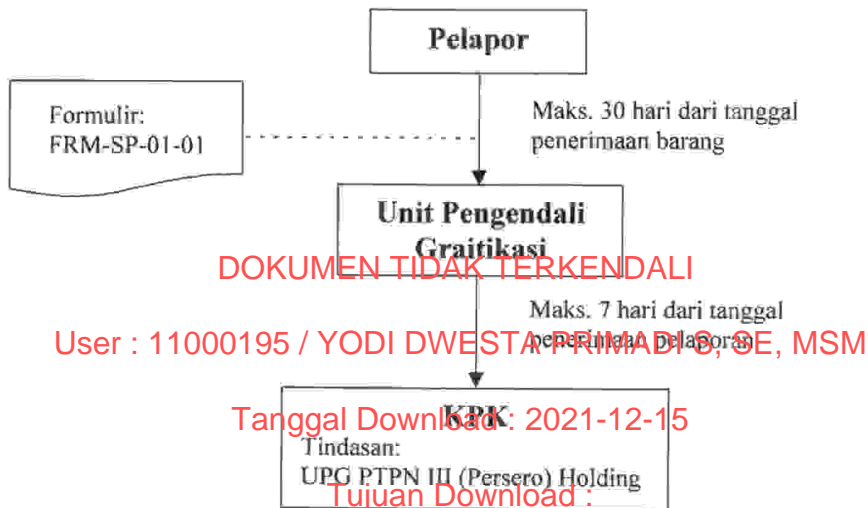 Pelapor
Formulir:
FRM-SP-01-01
Maks. 30 hari dari tanggal
penerimaan barang
Unit Pengendali
Graitikasi
DOKUMEN TIDAK TERKENDALI
Maks. 7 hari dari tanggal
penerimaan pelaporan
User : 11000195 / YODI DWESTA PRIMADI S, SE, MSM
KPK
Tanggal Download : 2021-12-15
Tindasan:
UPG PTPN III (Persero) Holding
Tujuan Download :